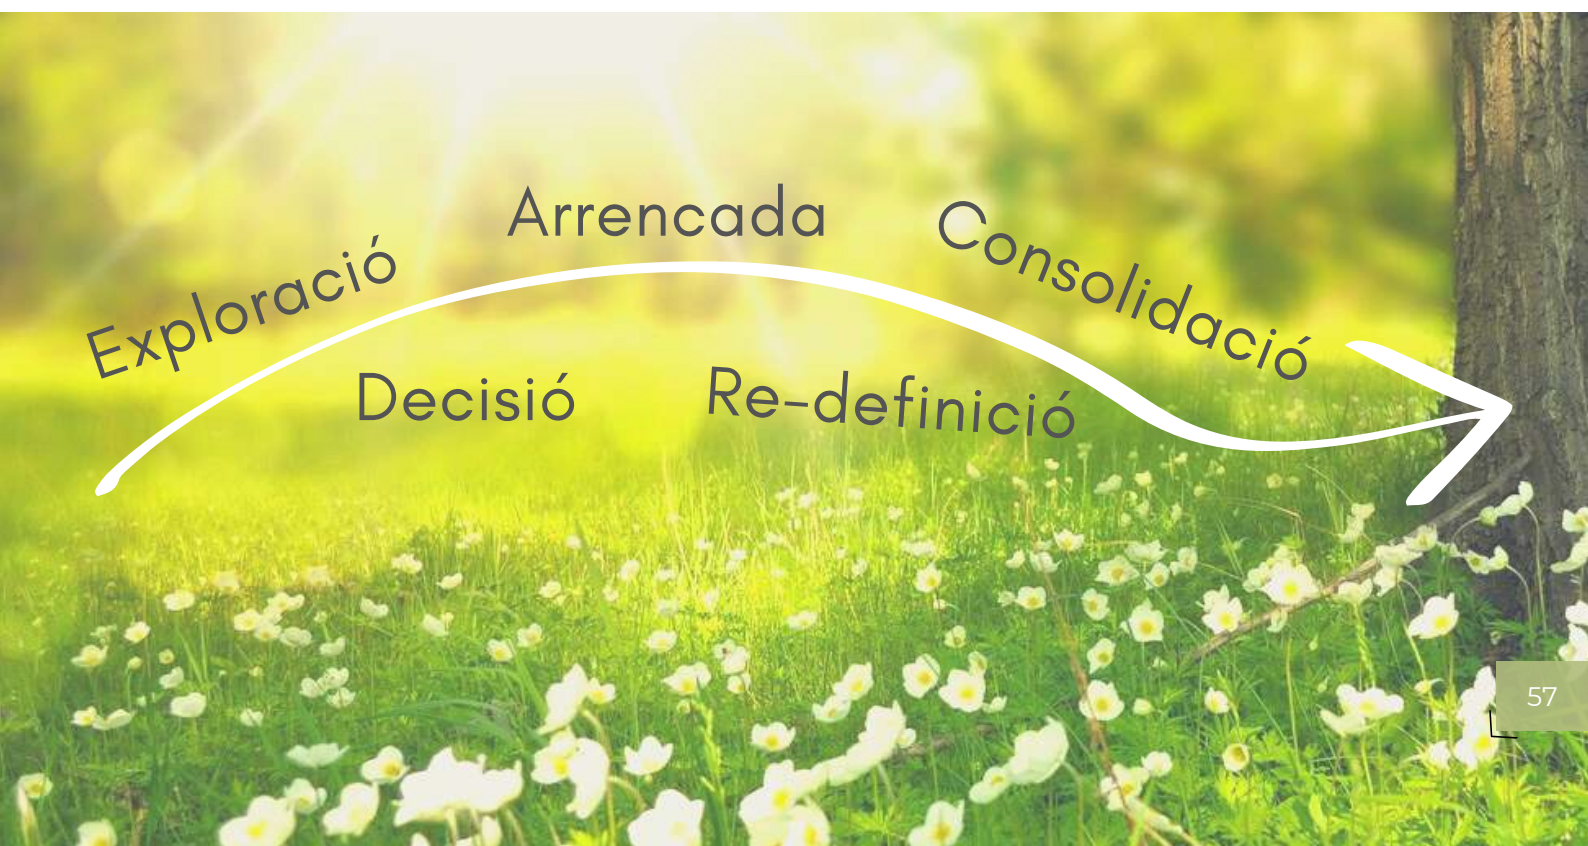 Exploració
Decisió
Arrencada
Re-definició
Consolidació
57